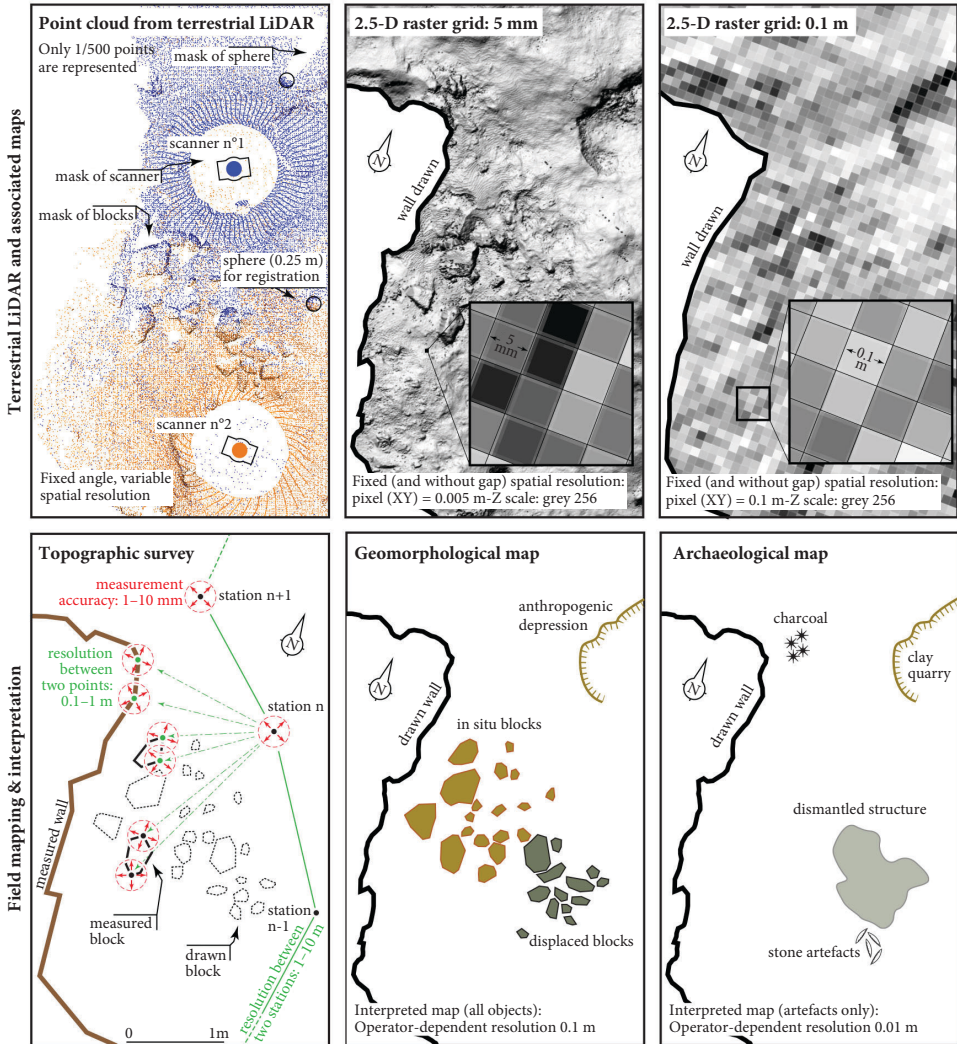 Terrestrial LiDAR and associated maps
Point cloud from terrestrial LiDAR
Only 1/500 points
are represented
mask of sphere
scanner n°1
mask of scanner
mask of blocks
sphere (0.25 m)
for registration
scanner n°2
Fixed angle, variable
spatial resolution
2.5-D raster grid: 5 mm
N
wall drawn
5
mm
Fixed (and without gap) spatial resolution:
pixel (XY) = 0.005 m-Z scale: grey 256
2.5-D raster grid: 0.1 m
N
wall drawn
0.1
m
Fixed (and without gap) spatial resolution:
pixel (XY) = 0.1 m-Z scale: grey 256
Field mapping & interpretation
Topographic survey
measurement
accuracy: 1–10 mm
station n+1
N
resolution
between
two points:
0.1–1 m
station n
measured wall
measured
block
drawn
block
station
n-1
resolution between
two stations: 1–10 m
0 1m
Geomorphological map
anthropogenic
depression
N
drawn wall
in situ blocks
displaced blocks
Interpreted map (all objects):
Operator-dependent resolution 0.1 m
Archaeological map
charcoal
clay
quarry
N
drawn wall
dismantled structure
stone artefacts
Interpreted map (artefacts only):
Operator-dependent resolution 0.01 m